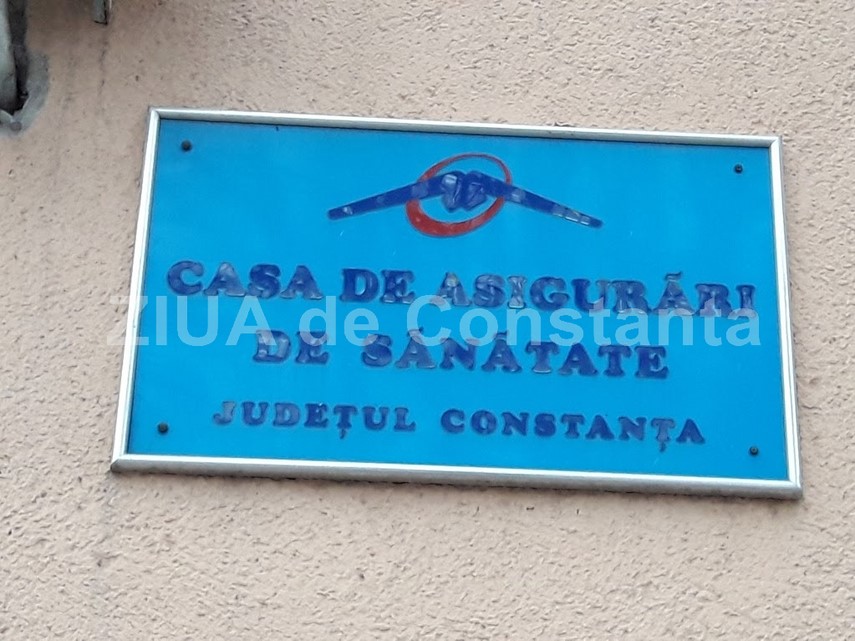 CASA DE ASIGURĂRI
ZIUA de Constanta
DE SĂNĂTATE
JUDEȚUL CONSTANȚA